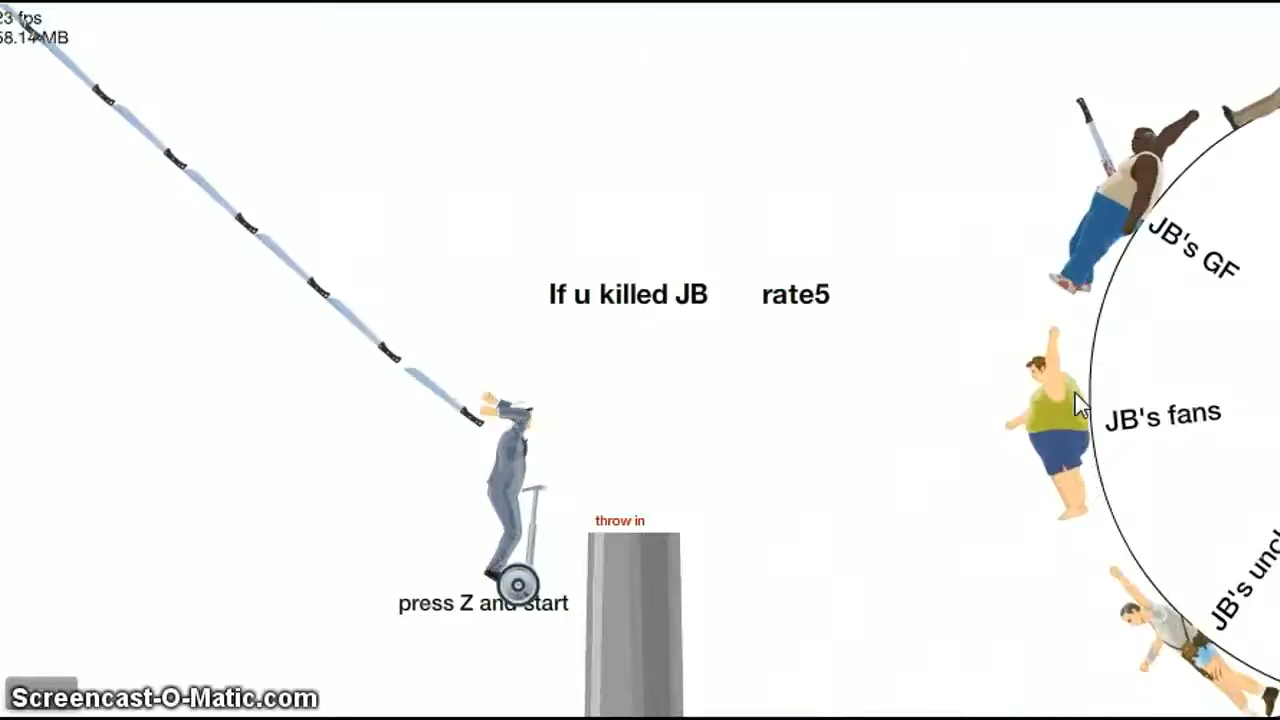 23 fps
58.14 MB
JB's GF
If u killed JB rate5
JB's fans
throw in
JB's
press Z and start
Screencast-O-Matic.com